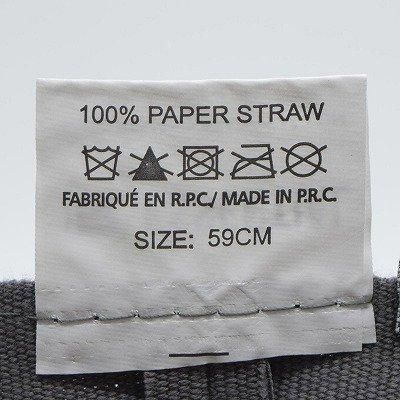 100% PAPER STRAW
FABRIQUÉ EN R.P.C./ MADE IN P.R.C.
SIZE: 59CM